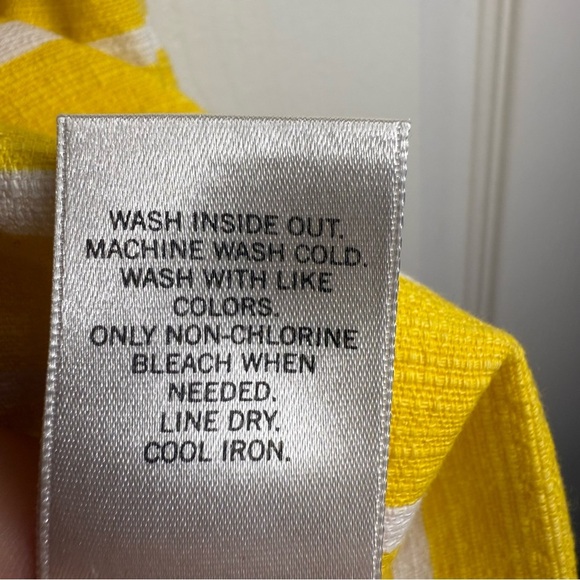 WASH INSIDE OUT.
MACHINE WASH COLD.
WASH WITH LIKE
COLORS.
ONLY NON-CHLORINE
BLEACH WHEN
NEEDED.
LINE DRY.
COOL IRON.